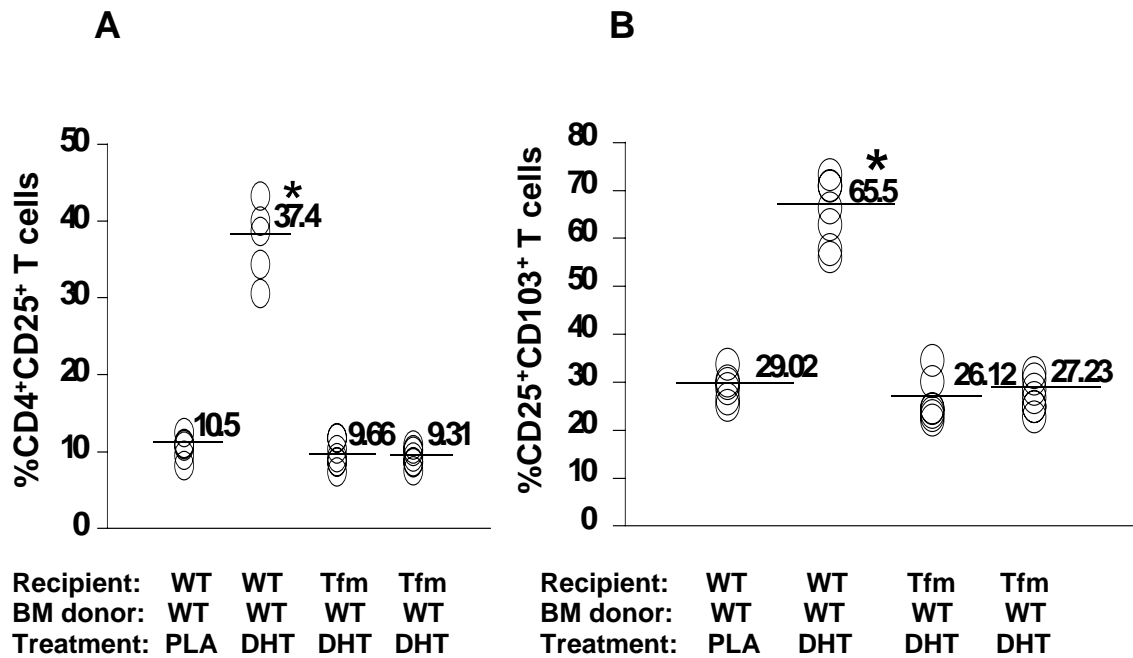 A
B
%CD4+CD25+ T cells
50
40
30
20
10
0
10.5
*
37.4
9.66
9.31
Recipient: WT WT Tfm Tfm
BM donor: WT WT WT WT
Treatment: PLA DHT DHT DHT
%CD25+CD103+ T cells
80
70
60
50
40
30
20
10
0
29.02
*
65.5
26.12
27.23
Recipient: WT WT Tfm Tfm
BM donor: WT WT WT WT
Treatment: PLA DHT DHT DHT